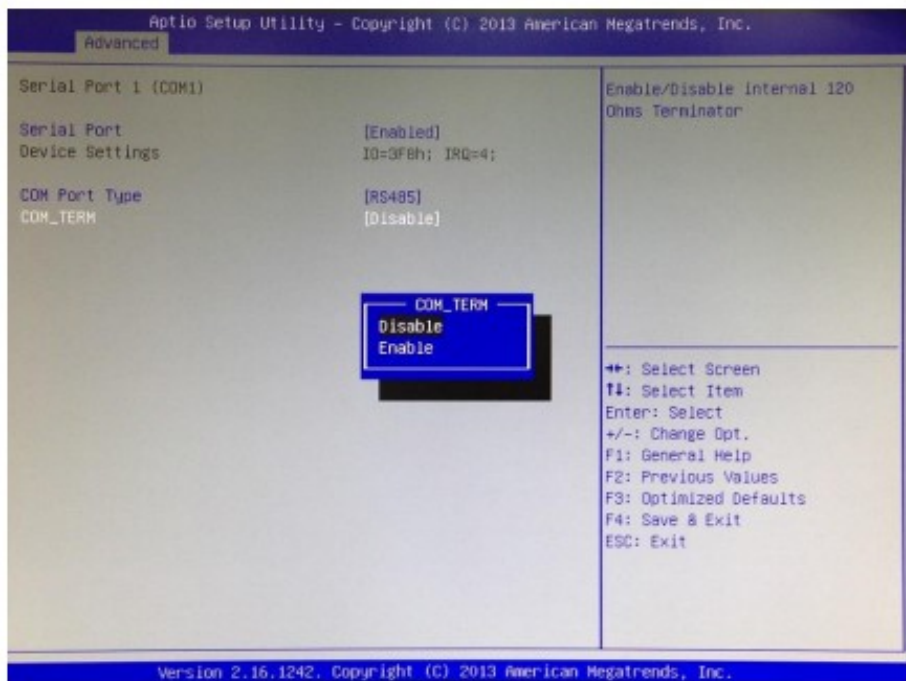 Aptio Setup Utility – Copyright (C) 2013 American Megatrends, Inc.
Advanced
Serial Port 1 (COM1)
Serial Port [Enabled]
Device Settings IO=3F8h; IRQ=4;
COM Port Type [RS485]
COM_TERM [Disable]
COM_TERM
Disable
Enable
Enable/Disable internal 120
Ohms Terminator
→←: Select Screen
↑↓: Select Item
Enter: Select
+/-: Change Opt.
F1: General Help
F2: Previous Values
F3: Optimized Defaults
F4: Save & Exit
ESC: Exit
Version 2.16.1242. Copyright (C) 2013 American Megatrends, Inc.